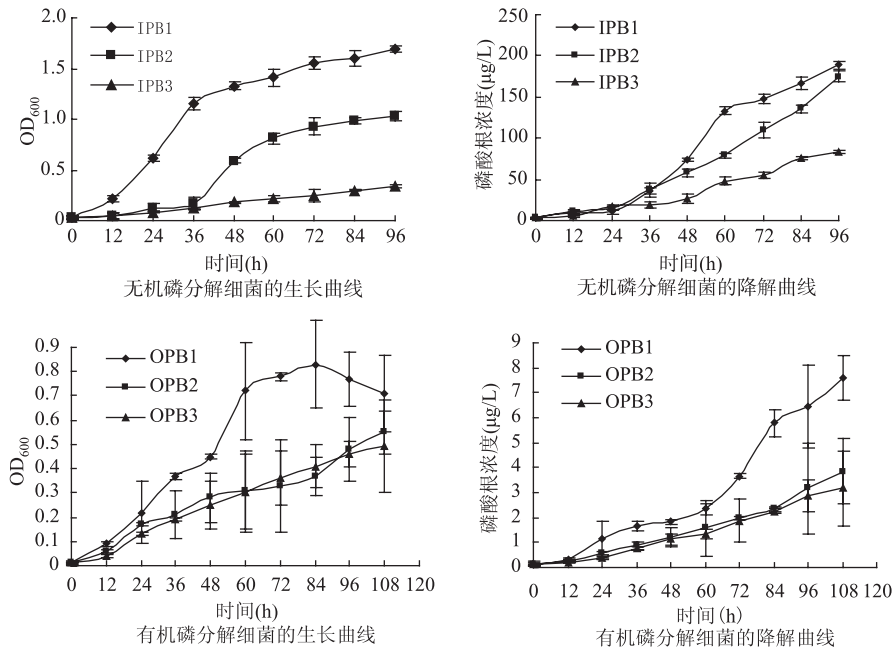 2.0
1.5
1.0
0.5
0
OD600
IPB1
IPB2
IPB3
0 12 24 36 48 60 72 84 96
时间(h)
无机磷分解细菌的生长曲线
250
200
150
100
50
0
磷酸根浓度(μg/L)
IPB1
IPB2
IPB3
0 12 24 36 48 60 72 84 96
时间(h)
无机磷分解细菌的降解曲线
0.9
0.8
0.7
0.6
0.5
0.4
0.3
0.2
0.1
0
OD600
OPB1
OPB2
OPB3
0 12 24 36 48 60 72 84 96 108 120
时间(h)
有机磷分解细菌的生长曲线
9
8
7
6
5
4
3
2
1
0
磷酸根浓度(μg/L)
OPB1
OPB2
OPB3
0 12 24 36 48 60 72 84 96 108 120
时间(h)
有机磷分解细菌的降解曲线